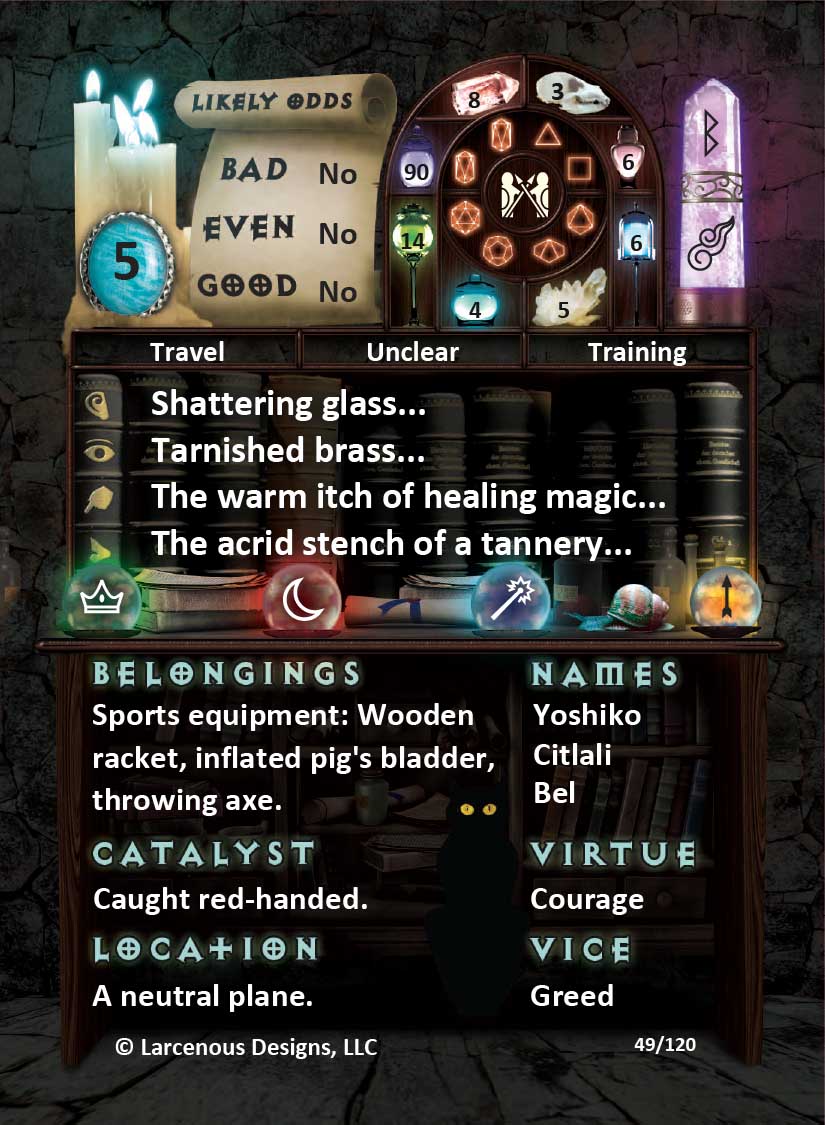 LIKELY ODDS
BAD No
EVEN No
GOOD No
5
8
3
90
6
14
6
4
5
Travel Unclear Training
Shattering glass...
Tarnished brass...
The warm itch of healing magic...
The acrid stench of a tannery...
BELONGINGS
Sports equipment: Wooden
racket, inflated pig's bladder,
throwing axe.
NAMES
Yoshiko
Citlali
Bel
CATALYST
Caught red-handed.
VIRTUE
Courage
LOCATION
A neutral plane.
VICE
Greed
© Larcenous Designs, LLC
49/120